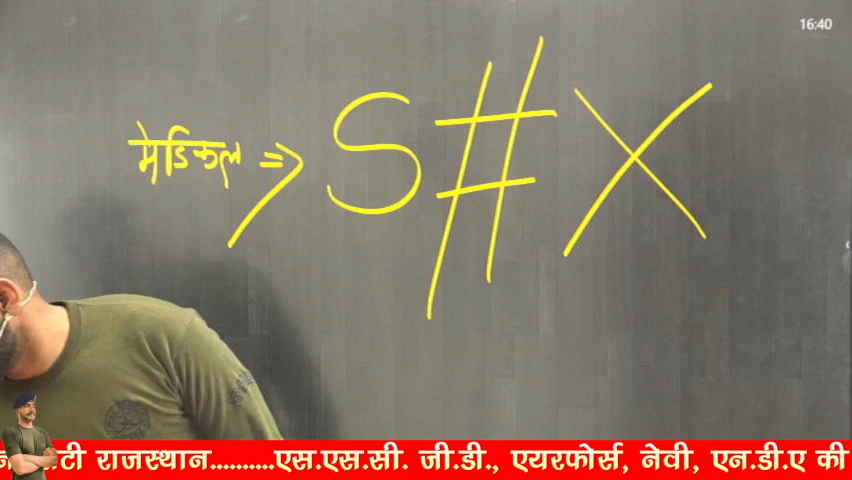 16:40
मेडिकल => S#X
टी राजस्थान..........एस.एस.सी. जी.डी., एयरफोर्स, नेवी, एन.डी.ए की